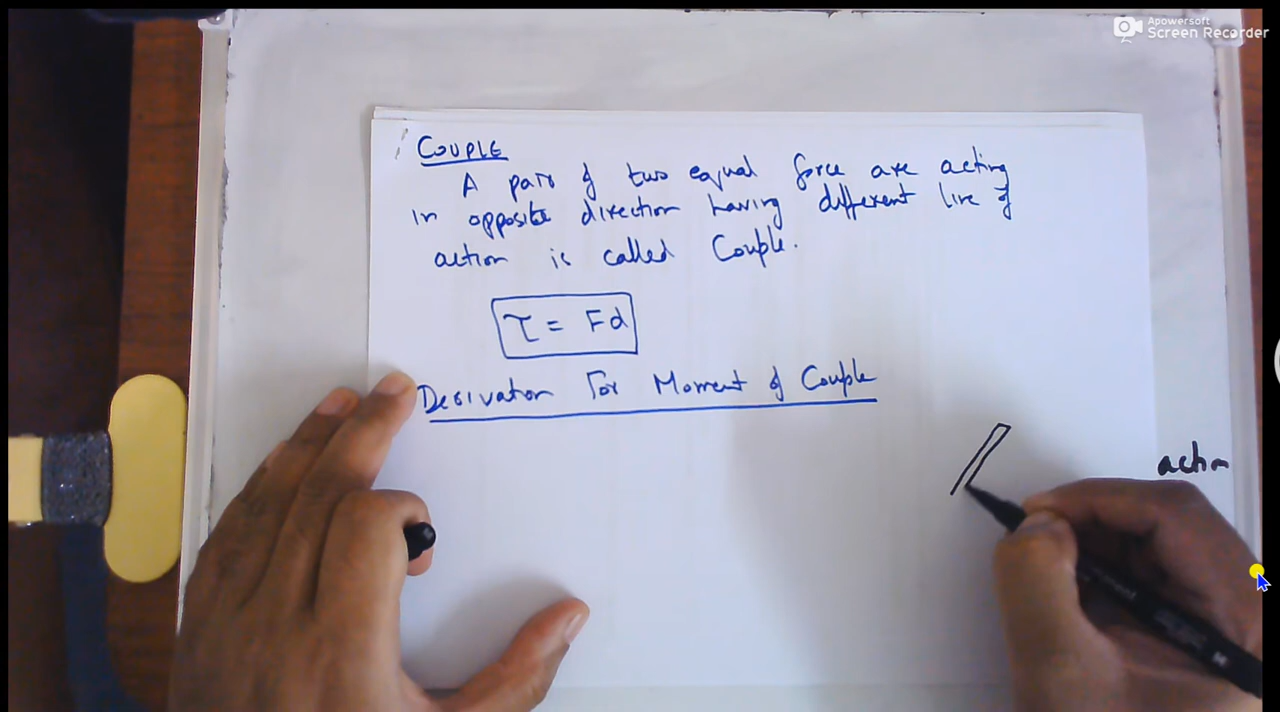 Apowersoft
Screen Recorder
COUPLE
A pair of two equal force are acting
in opposite direction having different line of
action is called Couple.
τ = Fd
Derivation For Moment of Couple
action